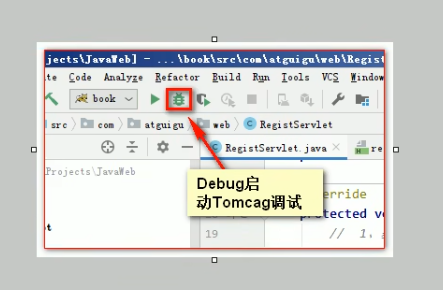 jects\JavaWeb] - ...\book\src\com\atguigu\web\Regist
te Code Analyze Refactor Build Run Tools VCS Window
book
src com atguigu web RegistServlet
RegistServlet.java re
Projects\JavaWeb
Debug启
动Tomcag调试
erride
protected ve
19 // 1.